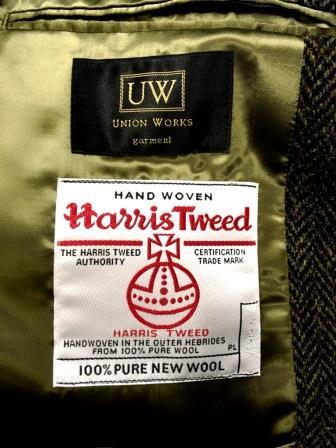 UW
UNION WORKS
garment
HAND WOVEN
Harris Tweed
THE HARRIS TWEED AUTHORITY
CERTIFICATION TRADE MARK
HARRIS TWEED
HANDWOVEN IN THE OUTER HEBRIDES
FROM 100% PURE WOOL
PL
100% PURE NEW WOOL